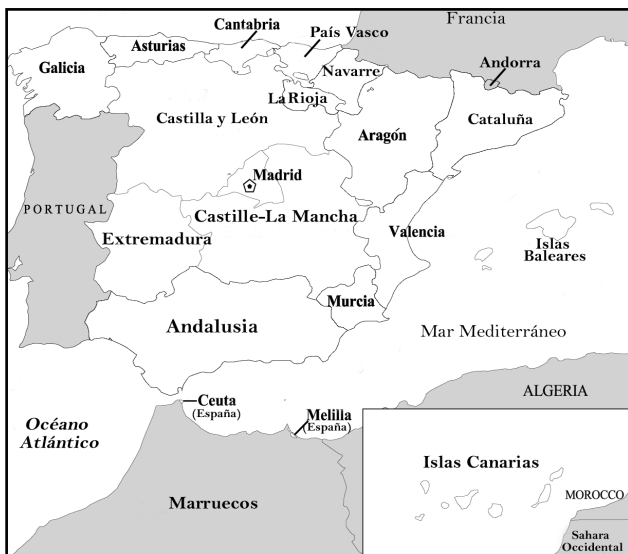 Cantabria
Francia
País Vasco
Asturias
Galicia
Navarre
Andorra
La Rioja
Castilla y León
Aragón
Cataluña
Madrid
PORTUGAL
Castille-La Mancha
Extremadura
Valencia
Islas
Baleares
Murcia
Andalusia
Mar Mediterráneo
Ceuta
(España)
Melilla
(España)
ALGERIA
Océano
Atlántico
Islas Canarias
Marruecos
MOROCCO
Sahara
Occidental